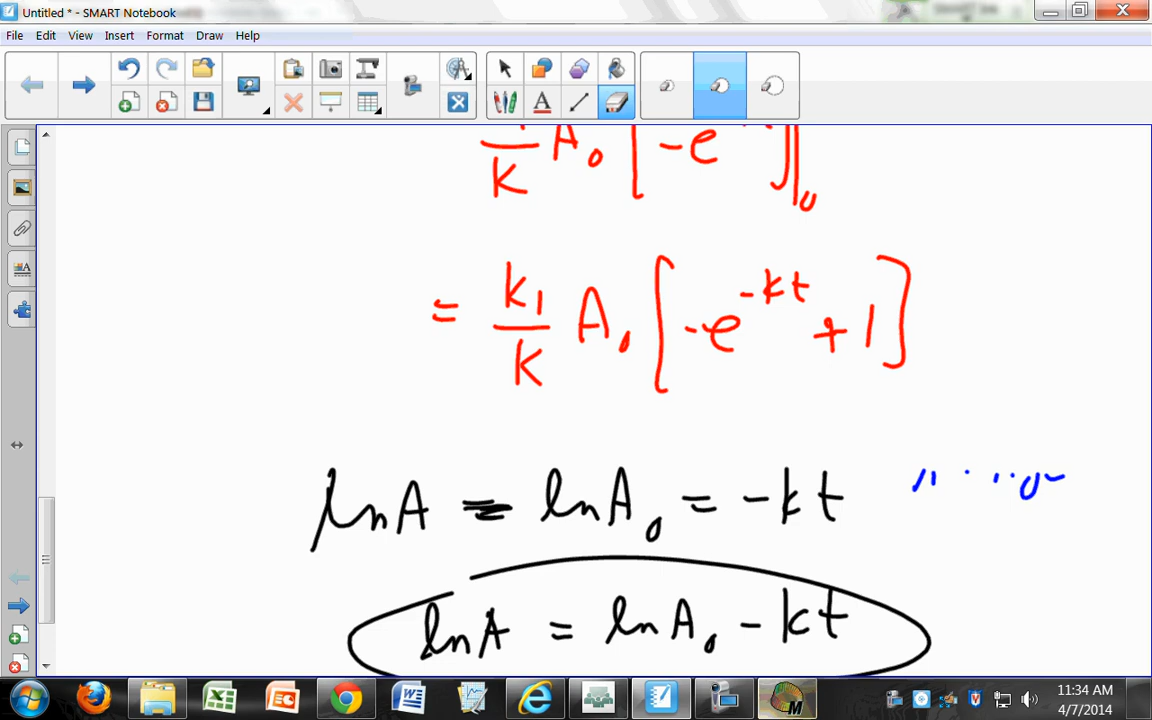 Untitled * - SMART Notebook
File Edit View Insert Format Draw Help
K A₀ [-e ]|₀
= k₁/K A₀ [-e^(-kt) + 1]
lnA = lnA₀ = -kt
lnA = lnA₀ - kt
11:34 AM
4/7/2014